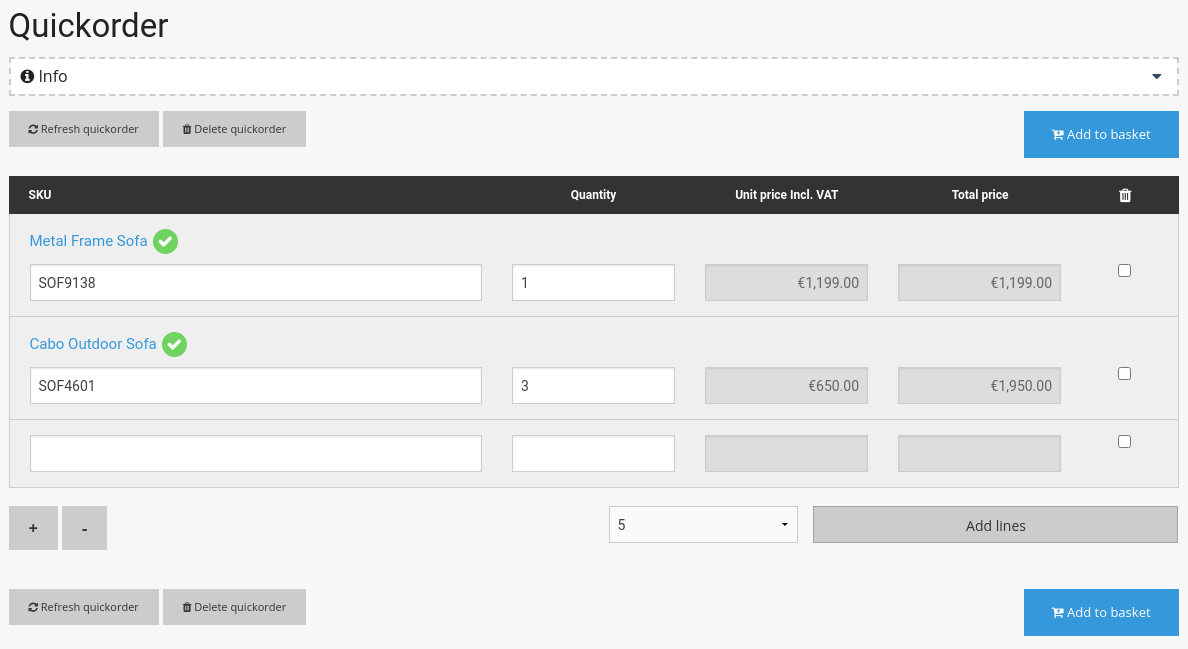 Quickorder
Info
Refresh quickorder Delete quickorder Add to basket
SKU Quantity Unit price Incl. VAT Total price
Metal Frame Sofa
SOF9138 1 €1,199.00 €1,199.00
Cabo Outdoor Sofa
SOF4601 3 €650.00 €1,950.00
+ - 5 Add lines
Refresh quickorder Delete quickorder Add to basket